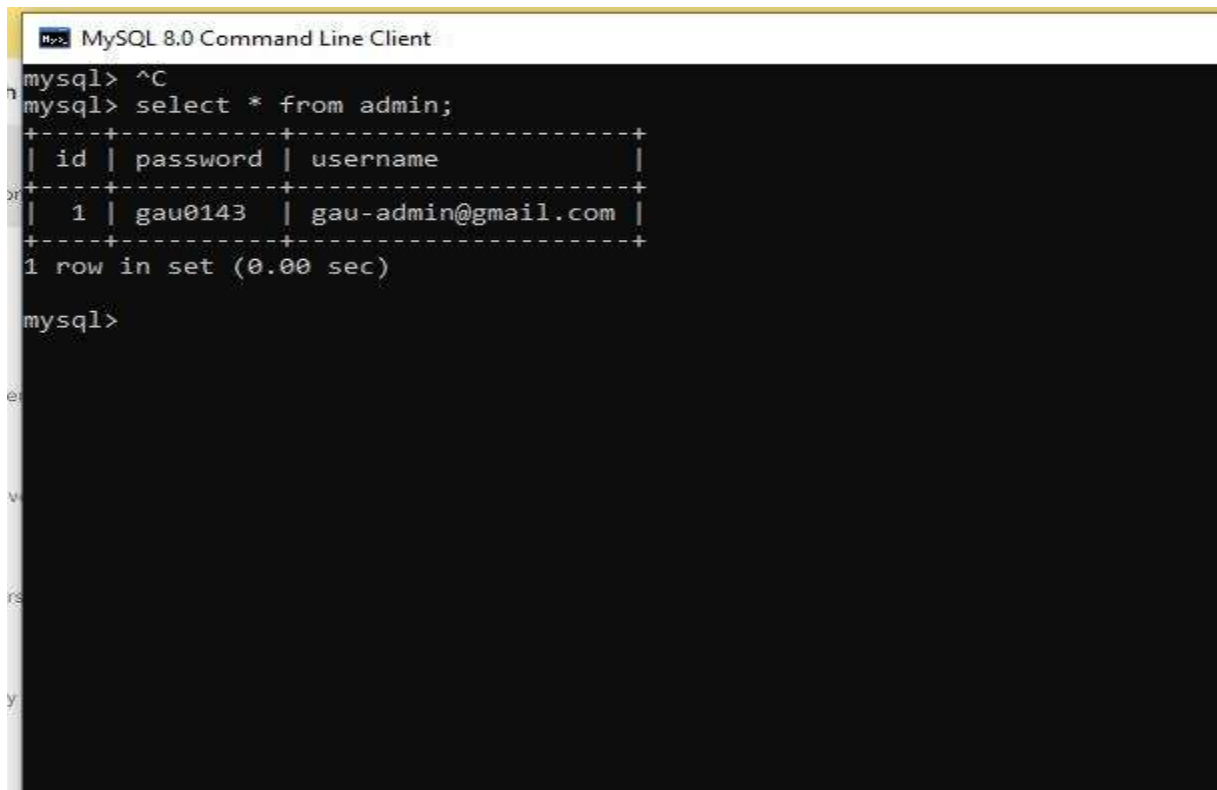 MySQL 8.0 Command Line Client
mysql> ^C
mysql> select * from admin;
+----+----------+---------------------+
| id | password | username            |
+----+----------+---------------------+
|  1 | gau0143  | gau-admin@gmail.com |
+----+----------+---------------------+
1 row in set (0.00 sec)
mysql>